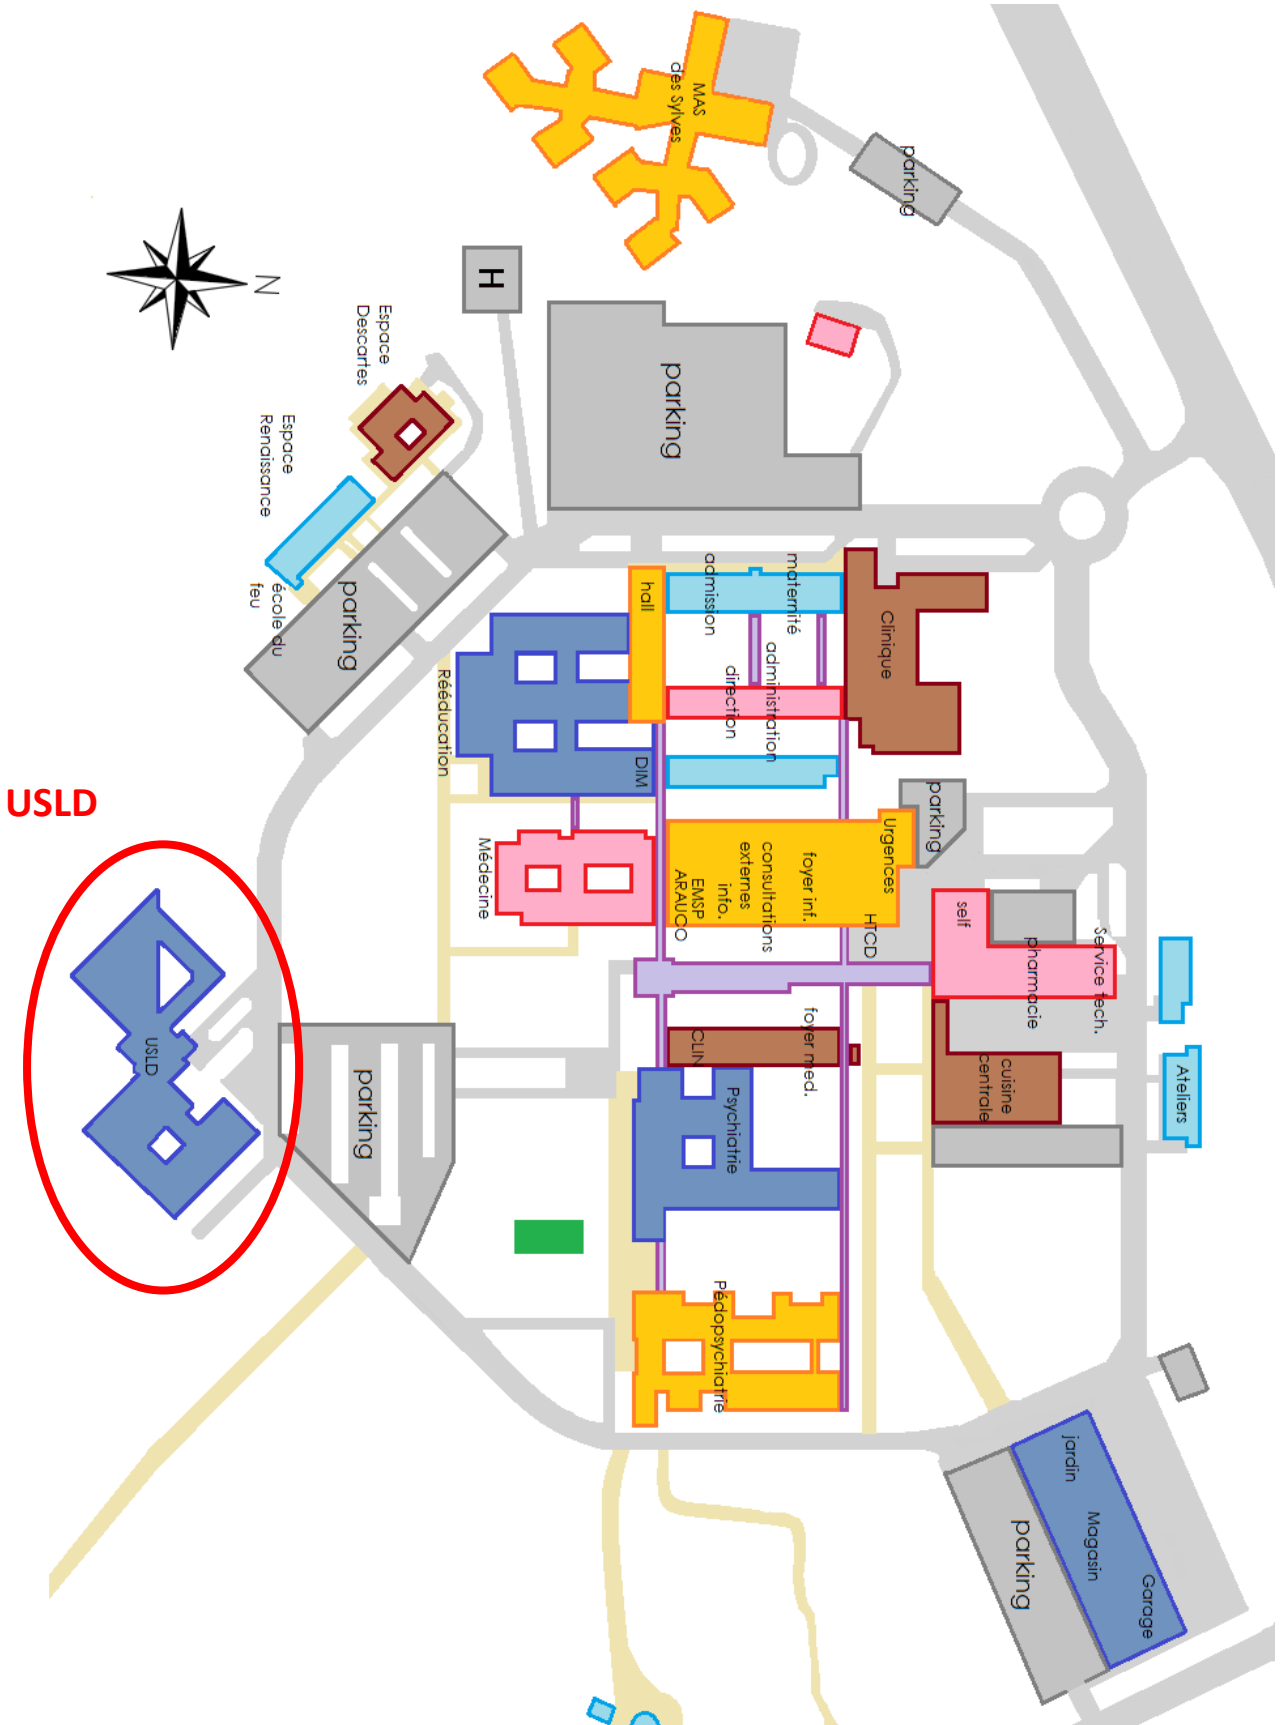 MAS
des Sylves
parking
N
H
Espace
Descartes
parking
Espace
Renaissance
école du
feu
parking
hall
admission
maternité
Clinique
administration
direction
Rééducation
DIM
USLD
parking
Urgences
Médecine
foyer inf.
consultations
externes
info.
EMSP
ARAUCO
HTCD
self
pharmacie
Service tech.
USLD
parking
CLIN
foyer med.
cuisine
centrale
Ateliers
Psychiatrie
Pédopsychiatrie
jardin
Magasin
Garage
parking